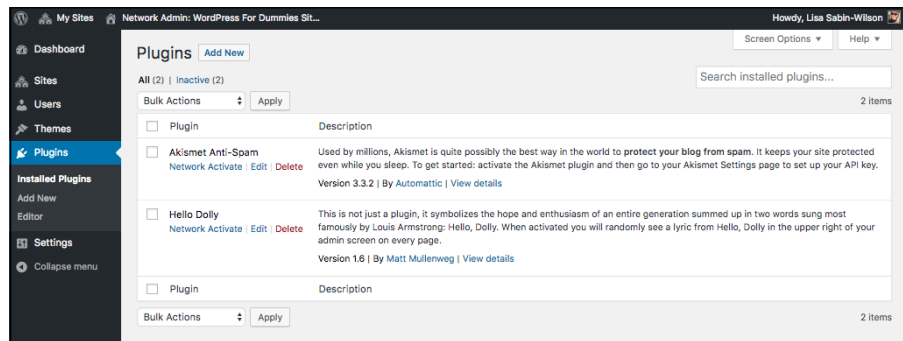 My Sites Network Admin: WordPress For Dummies Sit... Howdy, Lisa Sabin-Wilson
Screen Options ▼ Help ▼
Dashboard
Sites
Users
Themes
Plugins
Installed Plugins
Add New
Editor
Settings
Collapse menu
Plugins Add New
All (2) | Inactive (2)
Search installed plugins...
Bulk Actions Apply 2 items
Plugin Description
Akismet Anti-Spam
Network Activate | Edit | Delete
Used by millions, Akismet is quite possibly the best way in the world to protect your blog from spam. It keeps your site protected
even while you sleep. To get started: activate the Akismet plugin and then go to your Akismet Settings page to set up your API key.
Version 3.3.2 | By Automattic | View details
Hello Dolly
Network Activate | Edit | Delete
This is not just a plugin, it symbolizes the hope and enthusiasm of an entire generation summed up in two words sung most
famously by Louis Armstrong: Hello, Dolly. When activated you will randomly see a lyric from Hello, Dolly in the upper right of your
admin screen on every page.
Version 1.6 | By Matt Mullenweg | View details
Plugin Description
Bulk Actions Apply 2 items